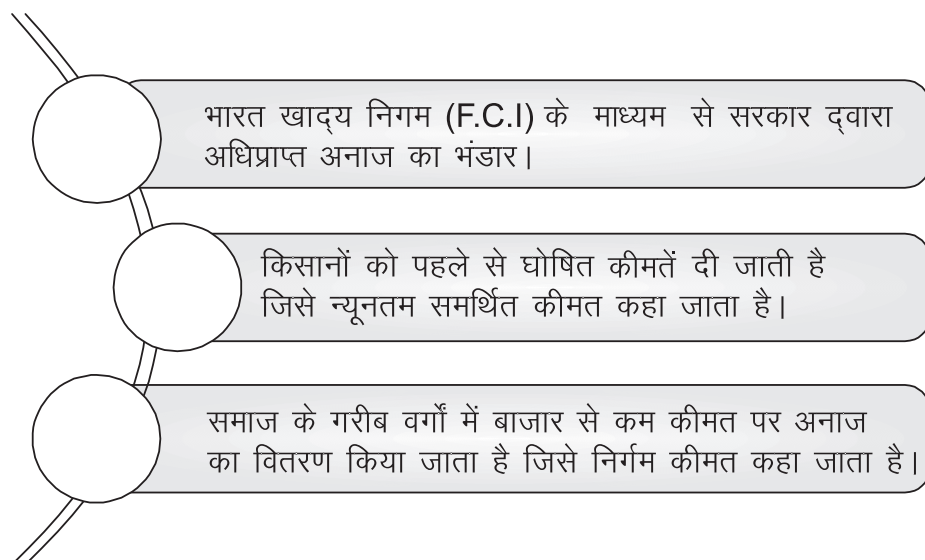 भारत खाद्‌य निगम (F.C.I) के माध्यम से सरकार द्‌वारा
अधिप्राप्त अनाज का भंडार।
किसानों को पहले से घोषित कीमतें दी जाती है
जिसे न्यूनतम समर्थित कीमत कहा जाता है।
समाज के गरीब वर्गों में बाजार से कम कीमत पर अनाज
का वितरण किया जाता है जिसे निर्गम कीमत कहा जाता है।